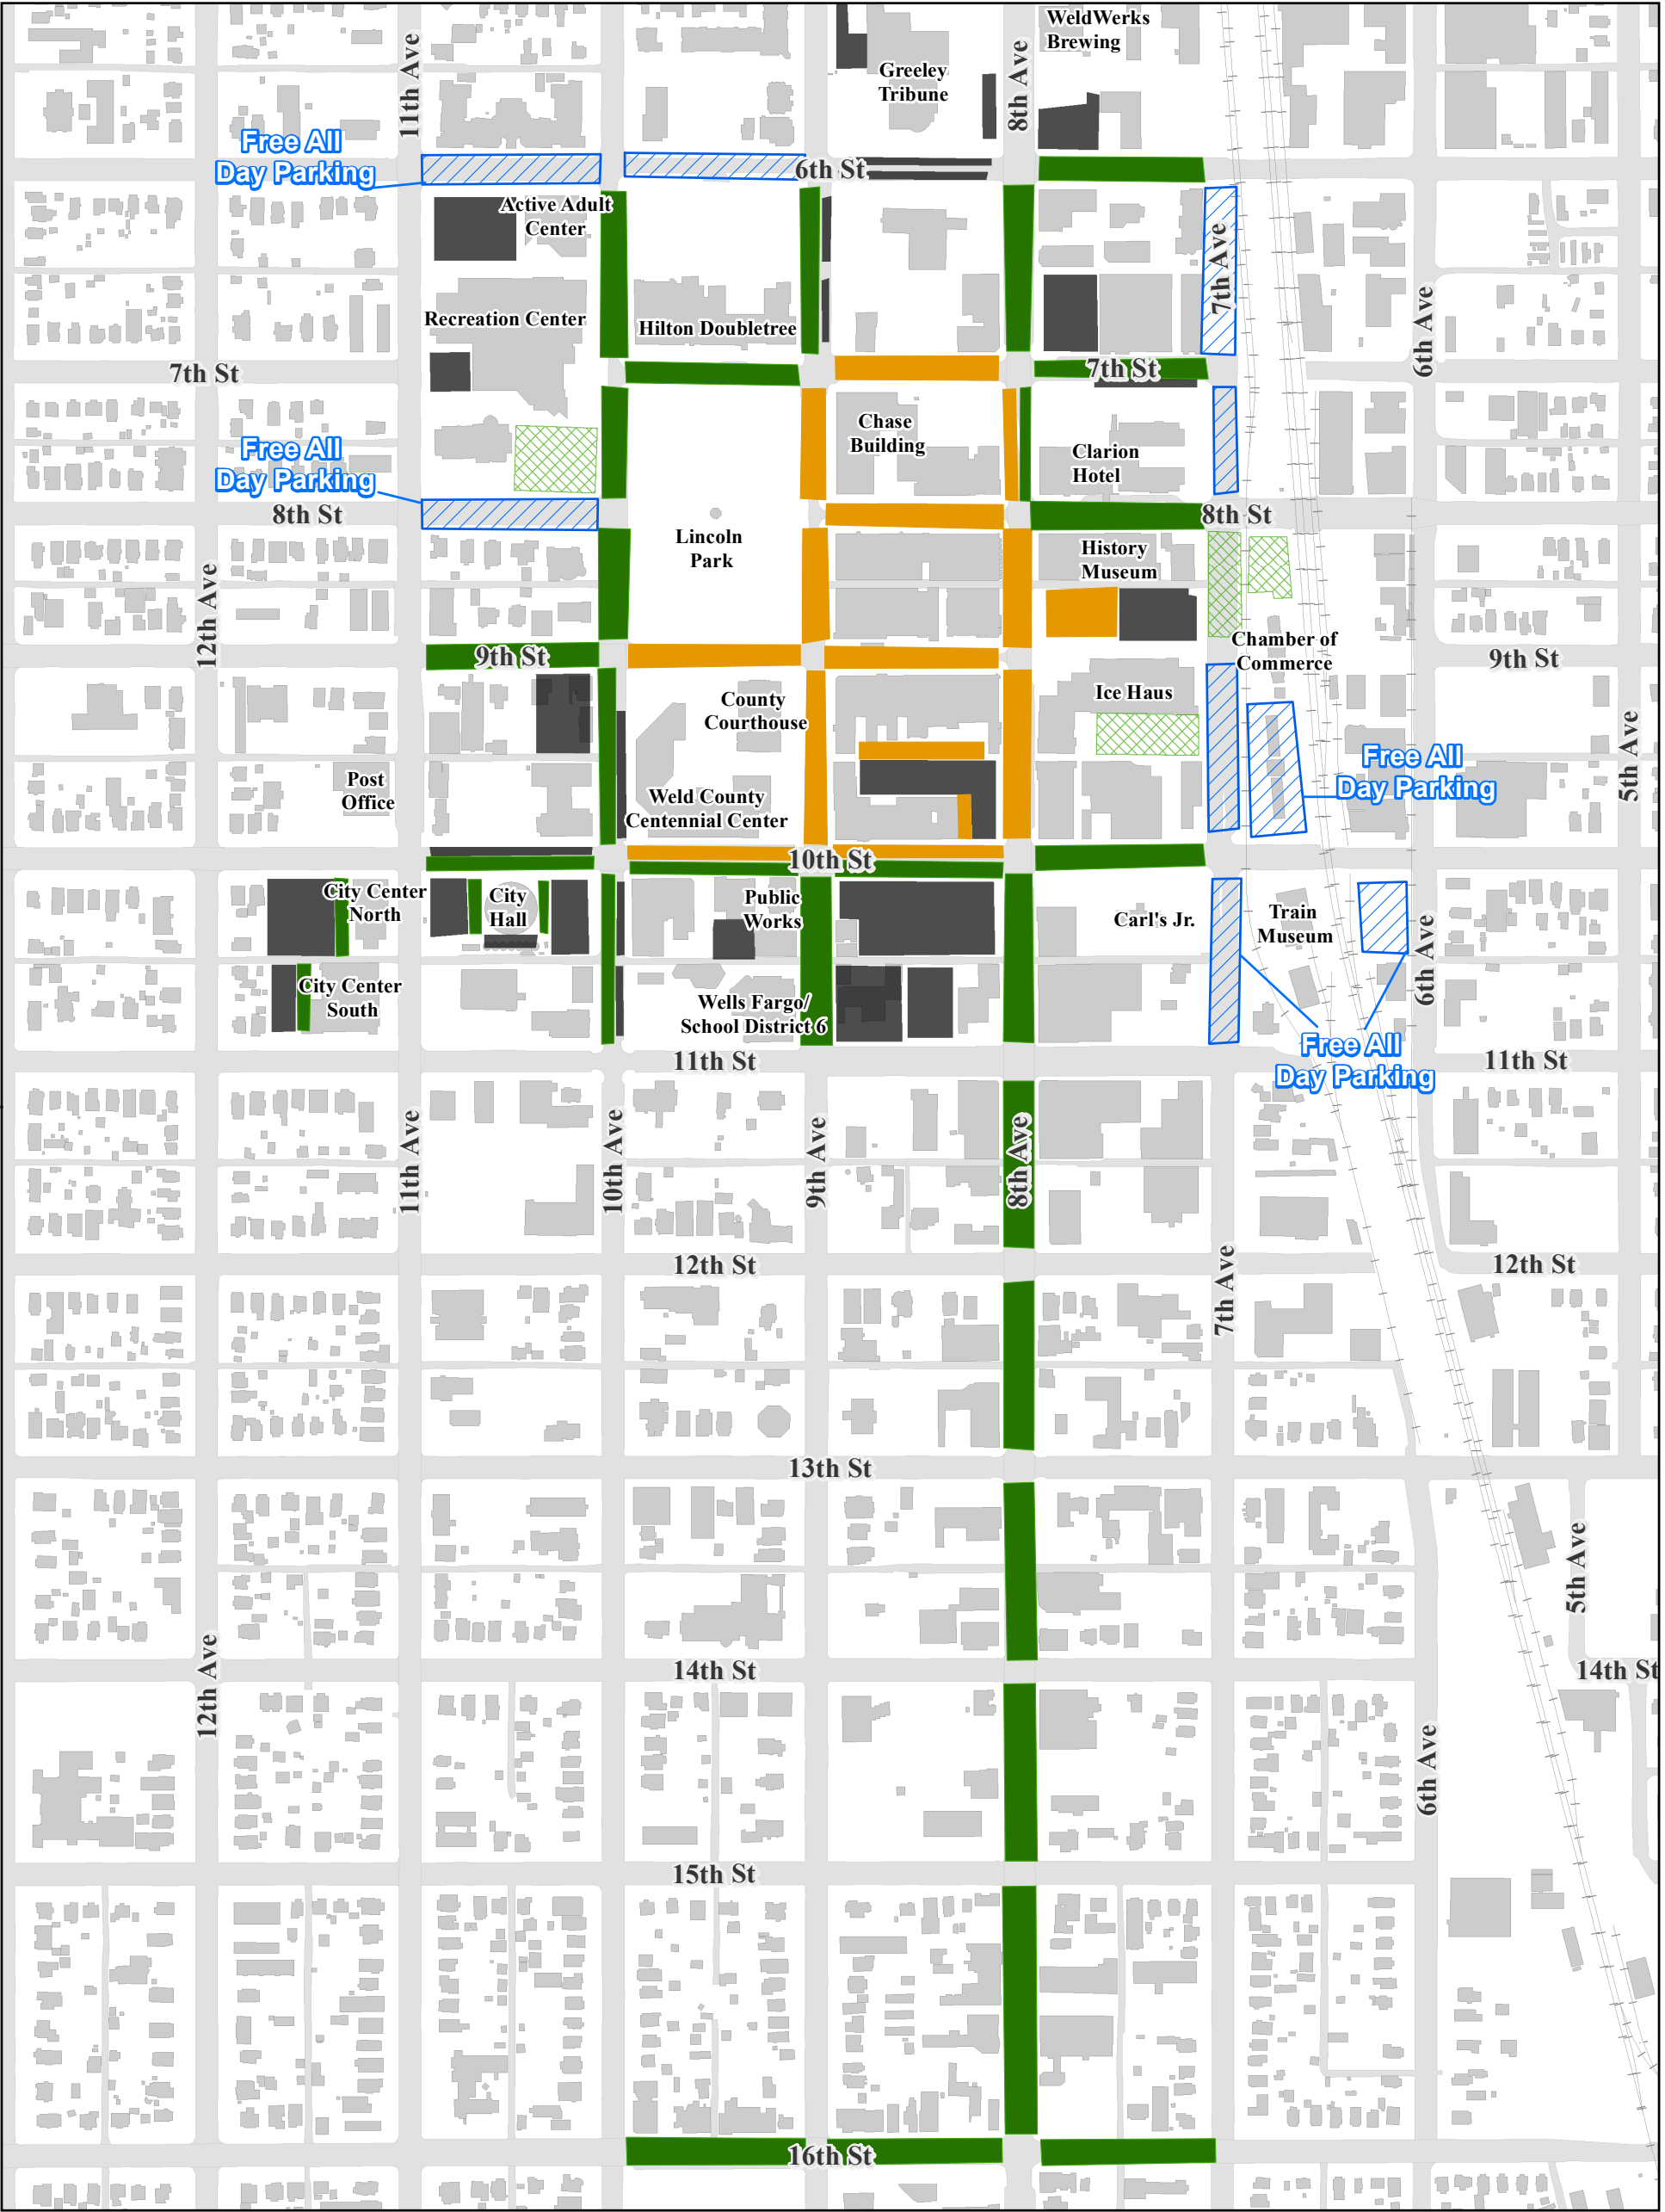 WeldWerks
Brewing
11th Ave
8th Ave
Greeley
Tribune
Free All
Day Parking
6th St
Active Adult
Center
7th Ave
6th Ave
Recreation Center
Hilton Doubletree
7th St
7th St
Chase
Building
Clarion
Hotel
Free All
Day Parking
8th St
8th St
Lincoln
Park
History
Museum
12th Ave
9th St
Chamber of
Commerce
9th St
Ice Haus
County
Courthouse
5th Ave
Free All
Day Parking
Post
Office
Weld County
Centennial Center
10th St
City Center
North
City
Hall
Public
Works
Carl's Jr.
Train
Museum
6th Ave
City Center
South
Wells Fargo/
School District 6
Free All
Day Parking
11th St
11th St
11th Ave
10th Ave
9th Ave
8th Ave
12th St
12th St
7th Ave
13th St
5th Ave
12th Ave
14th St
14th St
6th Ave
15th St
16th St